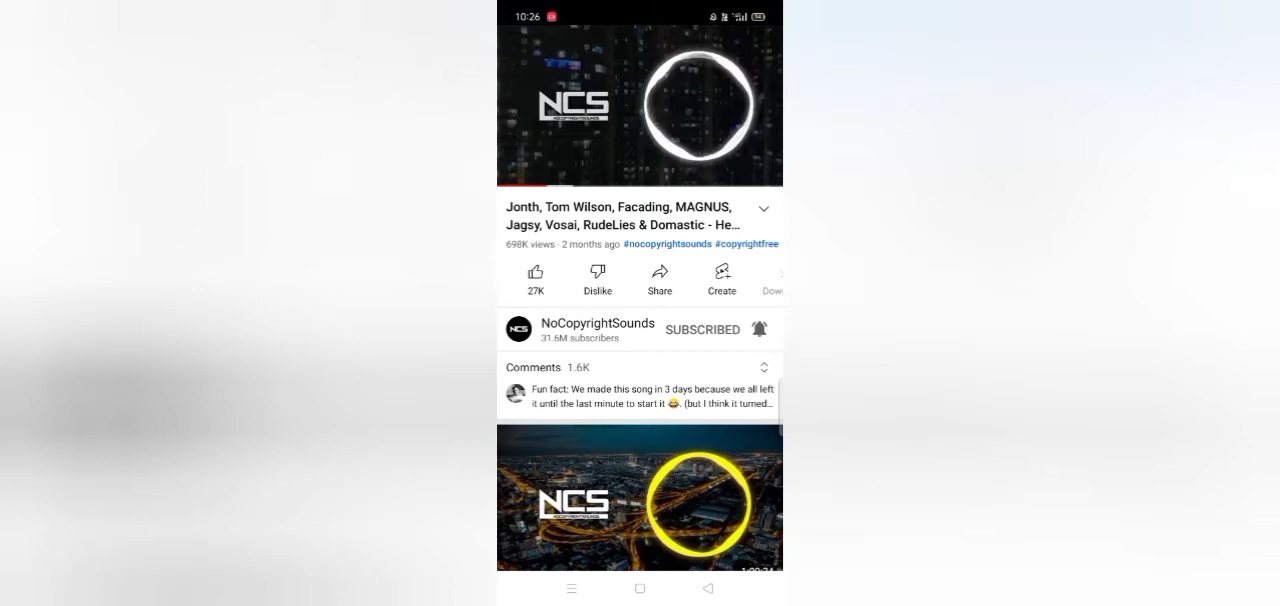 10:26
NCS
NOCOPYRIGHTSOUNDS
Jonth, Tom Wilson, Facading, MAGNUS,
Jagsy, Vosai, RudeLies & Domastic - He...
698K views · 2 months ago #nocopyrightsounds #copyrightfree
27K Dislike Share Create Dow
NCS NoCopyrightSounds SUBSCRIBED
31.6M subscribers
Comments 1.6K
Fun fact: We made this song in 3 days because we all left
it until the last minute to start it 😂. (but I think it turned...
NCS
NOCOPYRIGHTSOUNDS